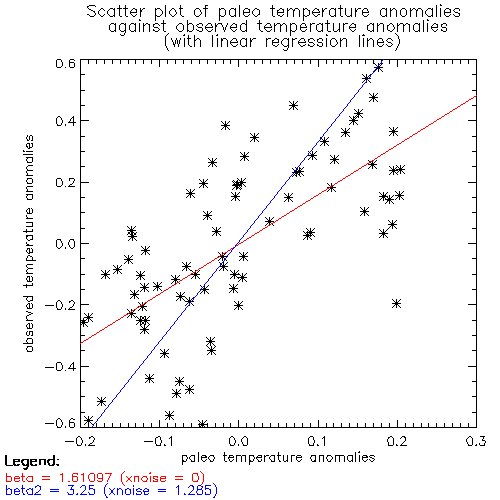 Scatter plot of paleo temperature anomalies
against observed temperature anomalies
(with linear regression lines)
0.6
0.4
0.2
0.0
-0.2
-0.4
-0.6
observed temperature anomalies
-0.2
-0.1
0.0
0.1
0.2
0.3
paleo temperature anomalies
Legend:
beta = 1.61097 (xnoise = 0)
beta2 = 3.25 (xnoise = 1.285)